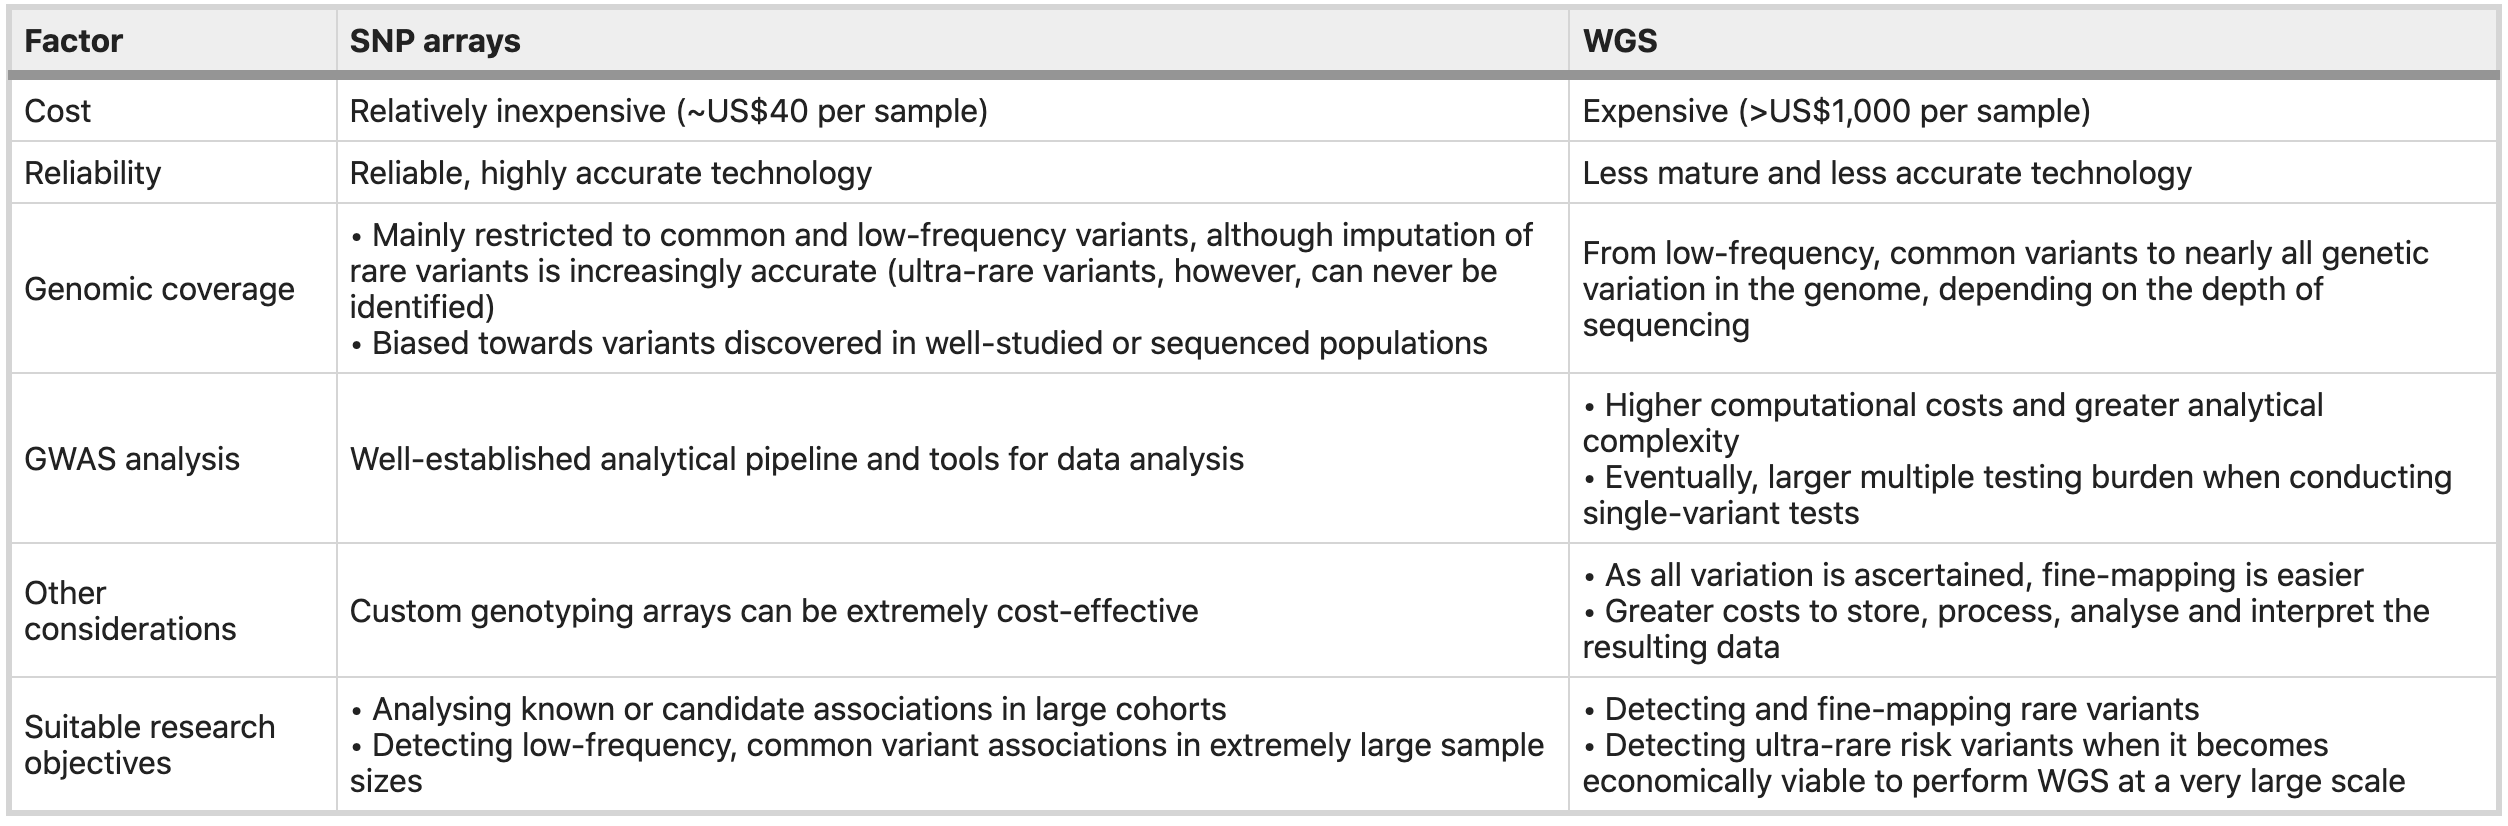 Factor
SNP arrays
WGS
Cost
Relatively inexpensive (~US$40 per sample)
Expensive (>US$1,000 per sample)
Reliability
Reliable, highly accurate technology
Less mature and less accurate technology
Genomic coverage
• Mainly restricted to common and low-frequency variants, although imputation of
rare variants is increasingly accurate (ultra-rare variants, however, can never be
identified)
• Biased towards variants discovered in well-studied or sequenced populations
From low-frequency, common variants to nearly all genetic
variation in the genome, depending on the depth of
sequencing
GWAS analysis
Well-established analytical pipeline and tools for data analysis
• Higher computational costs and greater analytical
complexity
• Eventually, larger multiple testing burden when conducting
single-variant tests
Other
considerations
Custom genotyping arrays can be extremely cost-effective
• As all variation is ascertained, fine-mapping is easier
• Greater costs to store, process, analyse and interpret the
resulting data
Suitable research
objectives
• Analysing known or candidate associations in large cohorts
• Detecting low-frequency, common variant associations in extremely large sample
sizes
• Detecting and fine-mapping rare variants
• Detecting ultra-rare risk variants when it becomes
economically viable to perform WGS at a very large scale